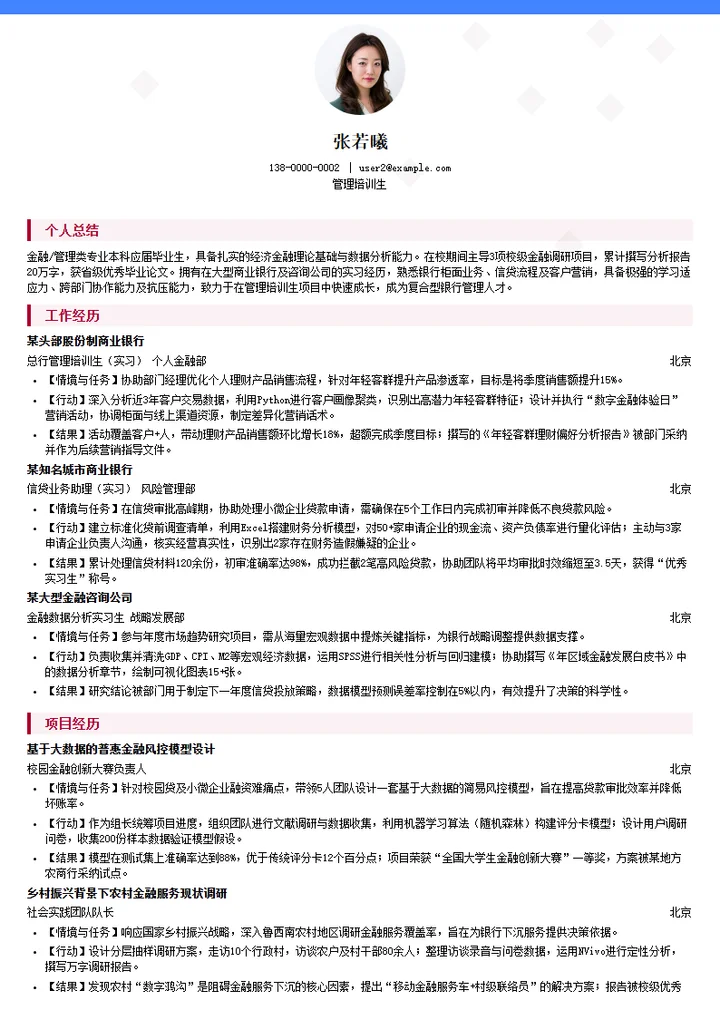 张若曦
138-0000-0002 | user2@example.com
管理培训生
个人总结
金融/管理类专业本科应届毕业生，具备扎实的经济金融理论基础与数据分析能力。在校期间主导3项校级金融调研项目，累计撰写分析报告
20万字，获省级优秀毕业论文。拥有在大型商业银行及咨询公司的实习经历，熟悉银行柜面业务、信贷流程及客户营销，具备极强的学习适
应力、跨部门协作能力及抗压能力，致力于在管理培训生项目中快速成长，成为复合型银行管理人才。
工作经历
某头部股份制商业银行
总行管理培训生（实习） 个人金融部 北京
• 【情境与任务】协助部门经理优化个人理财产品销售流程，针对年轻客群提升产品渗透率，目标是将季度销售额提升15%。
• 【行动】深入分析近3年客户交易数据，利用Python进行客户画像聚类，识别出高潜力年轻客群特征；设计并执行“数字金融体验日”
营销活动，协调柜面与线上渠道资源，制定差异化营销话术。
• 【结果】活动覆盖客户+人，带动理财产品销售额环比增长18%，超额完成季度目标；撰写的《年轻客群理财偏好分析报告》被部门采纳
并作为后续营销指导文件。
某知名城市商业银行
信贷业务助理（实习） 风险管理部 北京
• 【情境与任务】在信贷审批高峰期，协助处理小微企业贷款申请，需确保在5个工作日内完成初审并降低不良贷款风险。
• 【行动】建立标准化贷前调查清单，利用Excel搭建财务分析模型，对50+家申请企业的现金流、资产负债率进行量化评估；主动与3家
申请企业负责人沟通，核实经营真实性，识别出2家存在财务造假嫌疑的企业。
• 【结果】累计处理信贷材料120余份，初审准确率达98%，成功拦截2笔高风险贷款，协助团队将平均审批时效缩短至3.5天，获得“优秀
实习生”称号。
某大型金融咨询公司
金融数据分析实习生 战略发展部 北京
• 【情境与任务】参与年度市场趋势研究项目，需从海量宏观数据中提炼关键指标，为银行战略调整提供数据支撑。
• 【行动】负责收集并清洗GDP、CPI、M2等宏观经济数据，运用SPSS进行相关性分析与回归建模；协助撰写《年区域金融发展白皮书》中
的数据分析章节，绘制可视化图表15+张。
• 【结果】研究结论被部门用于制定下一年度信贷投放策略，数据模型预测误差率控制在5%以内，有效提升了决策的科学性。
项目经历
基于大数据的普惠金融风控模型设计
校园金融创新大赛负责人 北京
• 【情境与任务】针对校园贷及小微企业融资难痛点，带领5人团队设计一套基于大数据的简易风控模型，旨在提高贷款审批效率并降低
坏账率。
• 【行动】作为组长统筹项目进度，组织团队进行文献调研与数据收集，利用机器学习算法（随机森林）构建评分卡模型；设计用户调研
问卷，收集200份样本数据验证模型假设。
• 【结果】模型在测试集上准确率达到88%，优于传统评分卡12个百分点；项目荣获“全国大学生金融创新大赛”一等奖，方案被某地方
农商行采纳试点。
乡村振兴背景下农村金融服务现状调研
社会实践团队队长 北京
• 【情境与任务】响应国家乡村振兴战略，深入鲁西南农村地区调研金融服务覆盖率，旨在为银行下沉服务提供决策依据。
• 【行动】设计分层抽样调研方案，走访10个行政村，访谈农户及村干部80余人；整理访谈录音与问卷数据，运用NVivo进行定性分析，
撰写万字调研报告。
• 【结果】发现农村“数字鸿沟”是阻碍金融服务下沉的核心因素，提出“移动金融服务车+村级联络员”的解决方案；报告被校级优秀